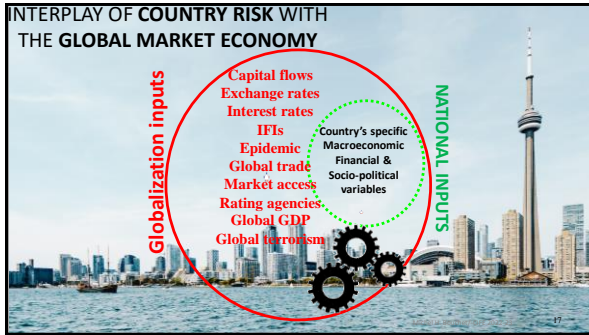 INTERPLAY OF COUNTRY RISK WITH
THE GLOBAL MARKET ECONOMY
Globalization inputs
Capital flows
Exchange rates
Interest rates
IFIs
Epidemic
Global trade
Market access
Rating agencies
Global GDP
Global terrorism
Country's specific
Macroeconomic
Financial &
Socio-political
variables
NATIONAL INPUTS
17